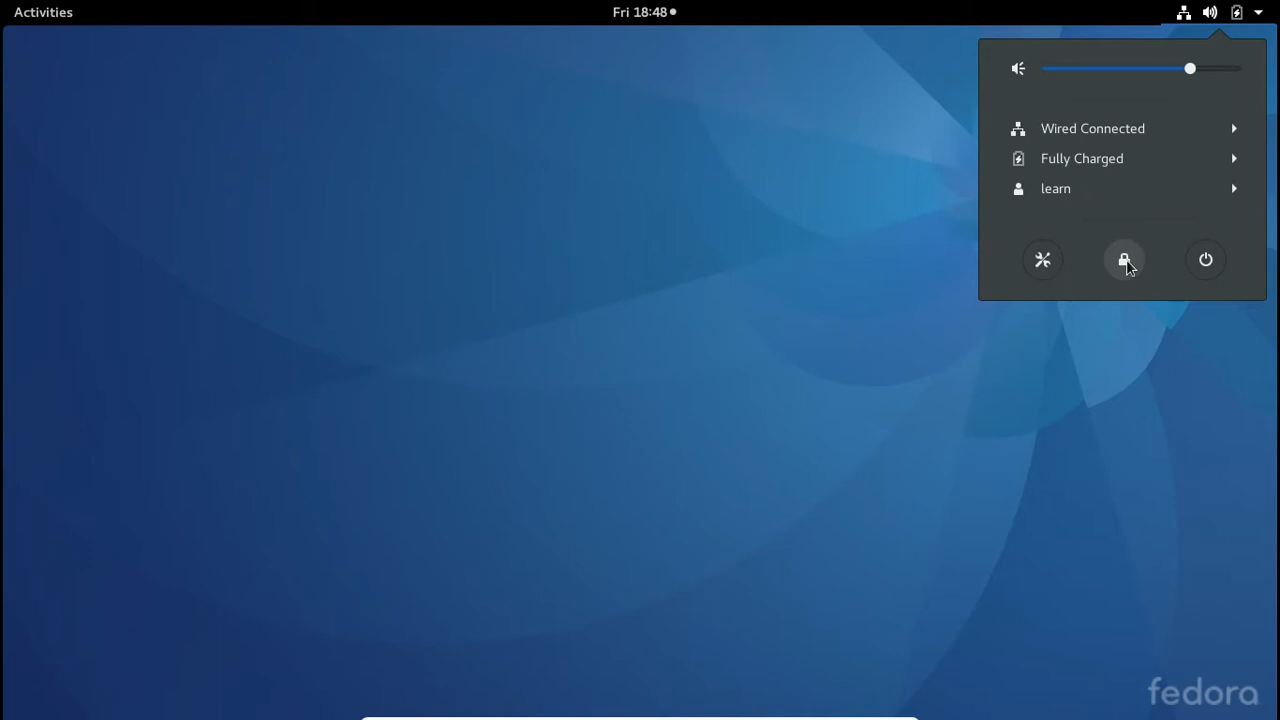 Activities
Fri 18:48
Wired Connected
Fully Charged
learn
fedora